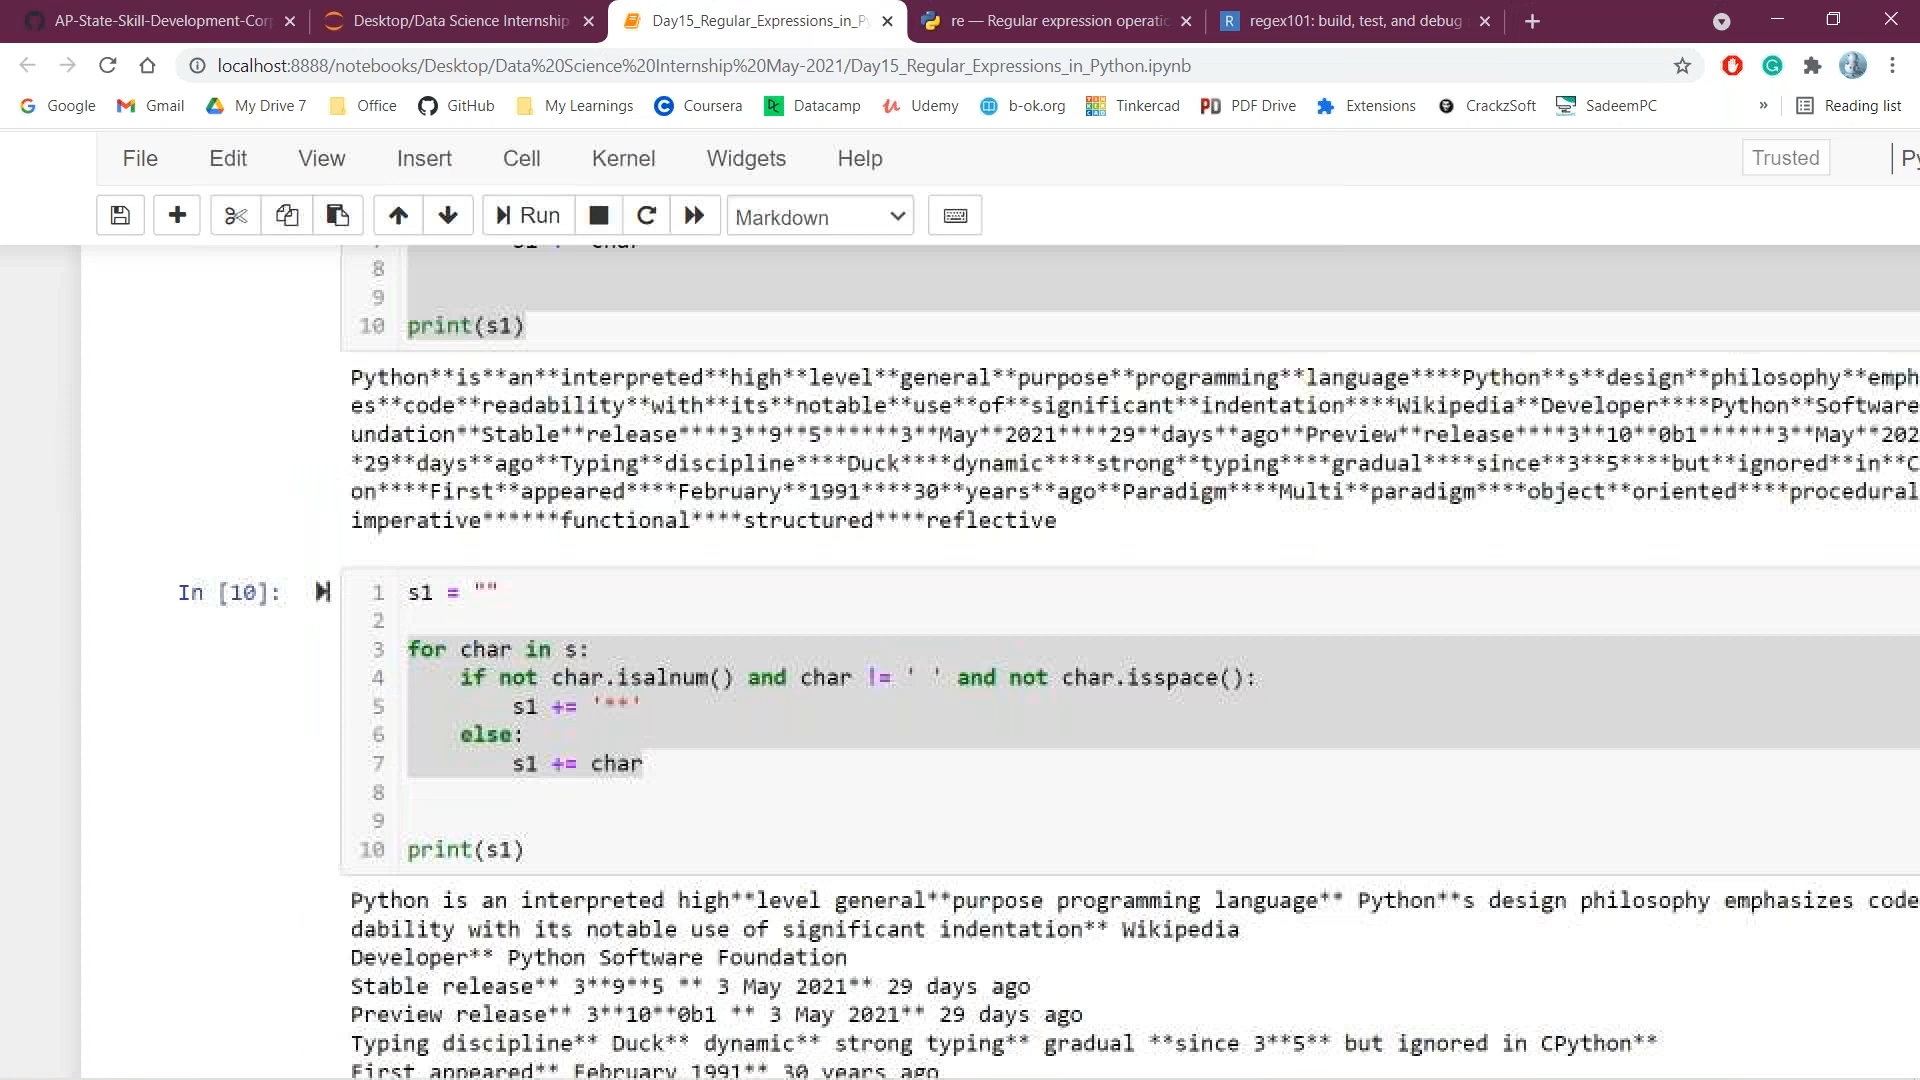 AP-State-Skill-Development-Cor
Desktop/Data Science Internship
Day15_Regular_Expressions_in_Py
re — Regular expression operatio
regex101: build, test, and debug
localhost:8888/notebooks/Desktop/Data%20Science%20Internship%20May-2021/Day15_Regular_Expressions_in_Python.ipynb
Google Gmail My Drive 7 Office GitHub My Learnings Coursera Datacamp Udemy b-ok.org Tinkercad PDF Drive Extensions CrackzSoft SadeemPC » Reading list
File Edit View Insert Cell Kernel Widgets Help Trusted Py
Run Markdown
8
9
10 print(s1)
Python**is**an**interpreted**high**level**general**purpose**programming**language****Python**s**design**philosophy**emph
es**code**readability**with**its**notable**use**of**significant**indentation****Wikipedia**Developer****Python**Software
undation**Stable**release****3**9**5******3**May**2021****29**days**ago**Preview**release****3**10**0b1******3**May**202
*29**days**ago**Typing**discipline****Duck****dynamic****strong**typing****gradual****since**3**5****but**ignored**in**C
on****First**appeared****February**1991****30**years**ago**Paradigm****Multi**paradigm****object**oriented****procedural
imperative******functional****structured****reflective
In [10]:
1 s1 = ""
2
3 for char in s:
4 if not char.isalnum() and char != ' ' and not char.isspace():
5 s1 += '**'
6 else:
7 s1 += char
8
9
10 print(s1)
Python is an interpreted high**level general**purpose programming language** Python**s design philosophy emphasizes code
dability with its notable use of significant indentation** Wikipedia
Developer** Python Software Foundation
Stable release** 3**9**5 ** 3 May 2021** 29 days ago
Preview release** 3**10**0b1 ** 3 May 2021** 29 days ago
Typing discipline** Duck** dynamic** strong typing** gradual **since 3**5** but ignored in CPython**
First appeared** February 1991** 30 years ago